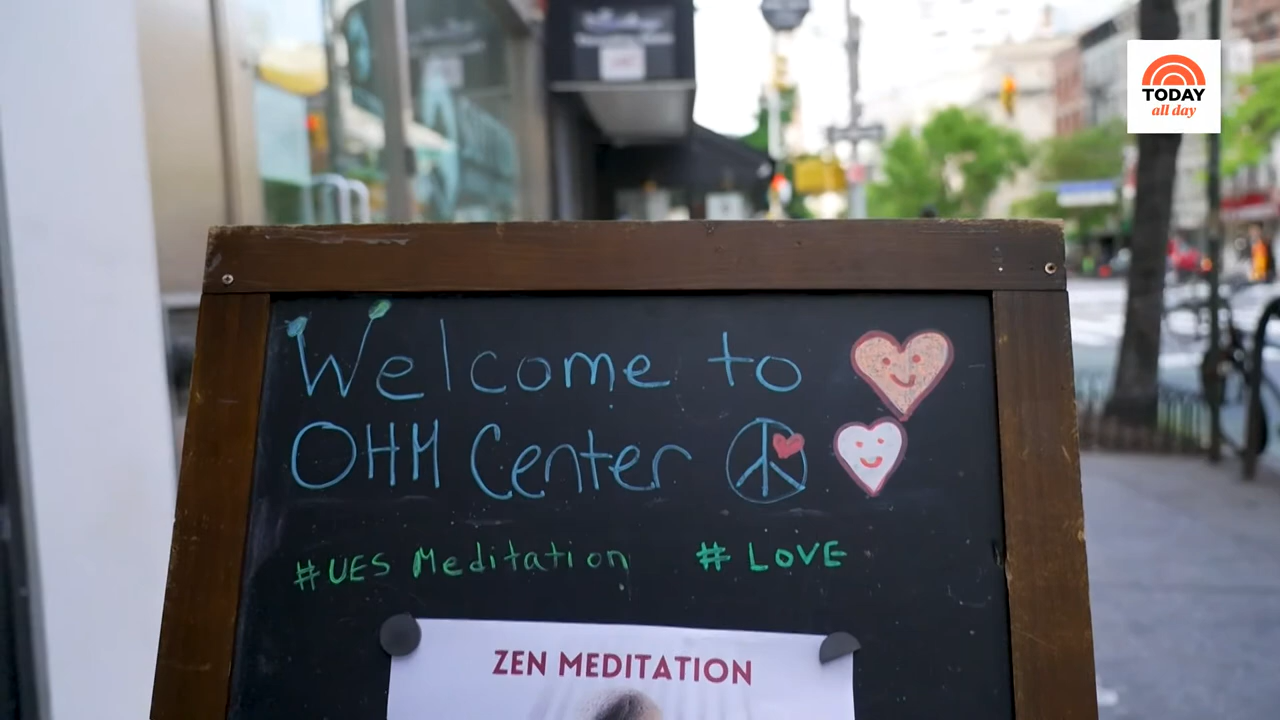 TODAY
all day
Welcome to
OHM Center
#UES Meditation # LOVE
ZEN MEDITATION